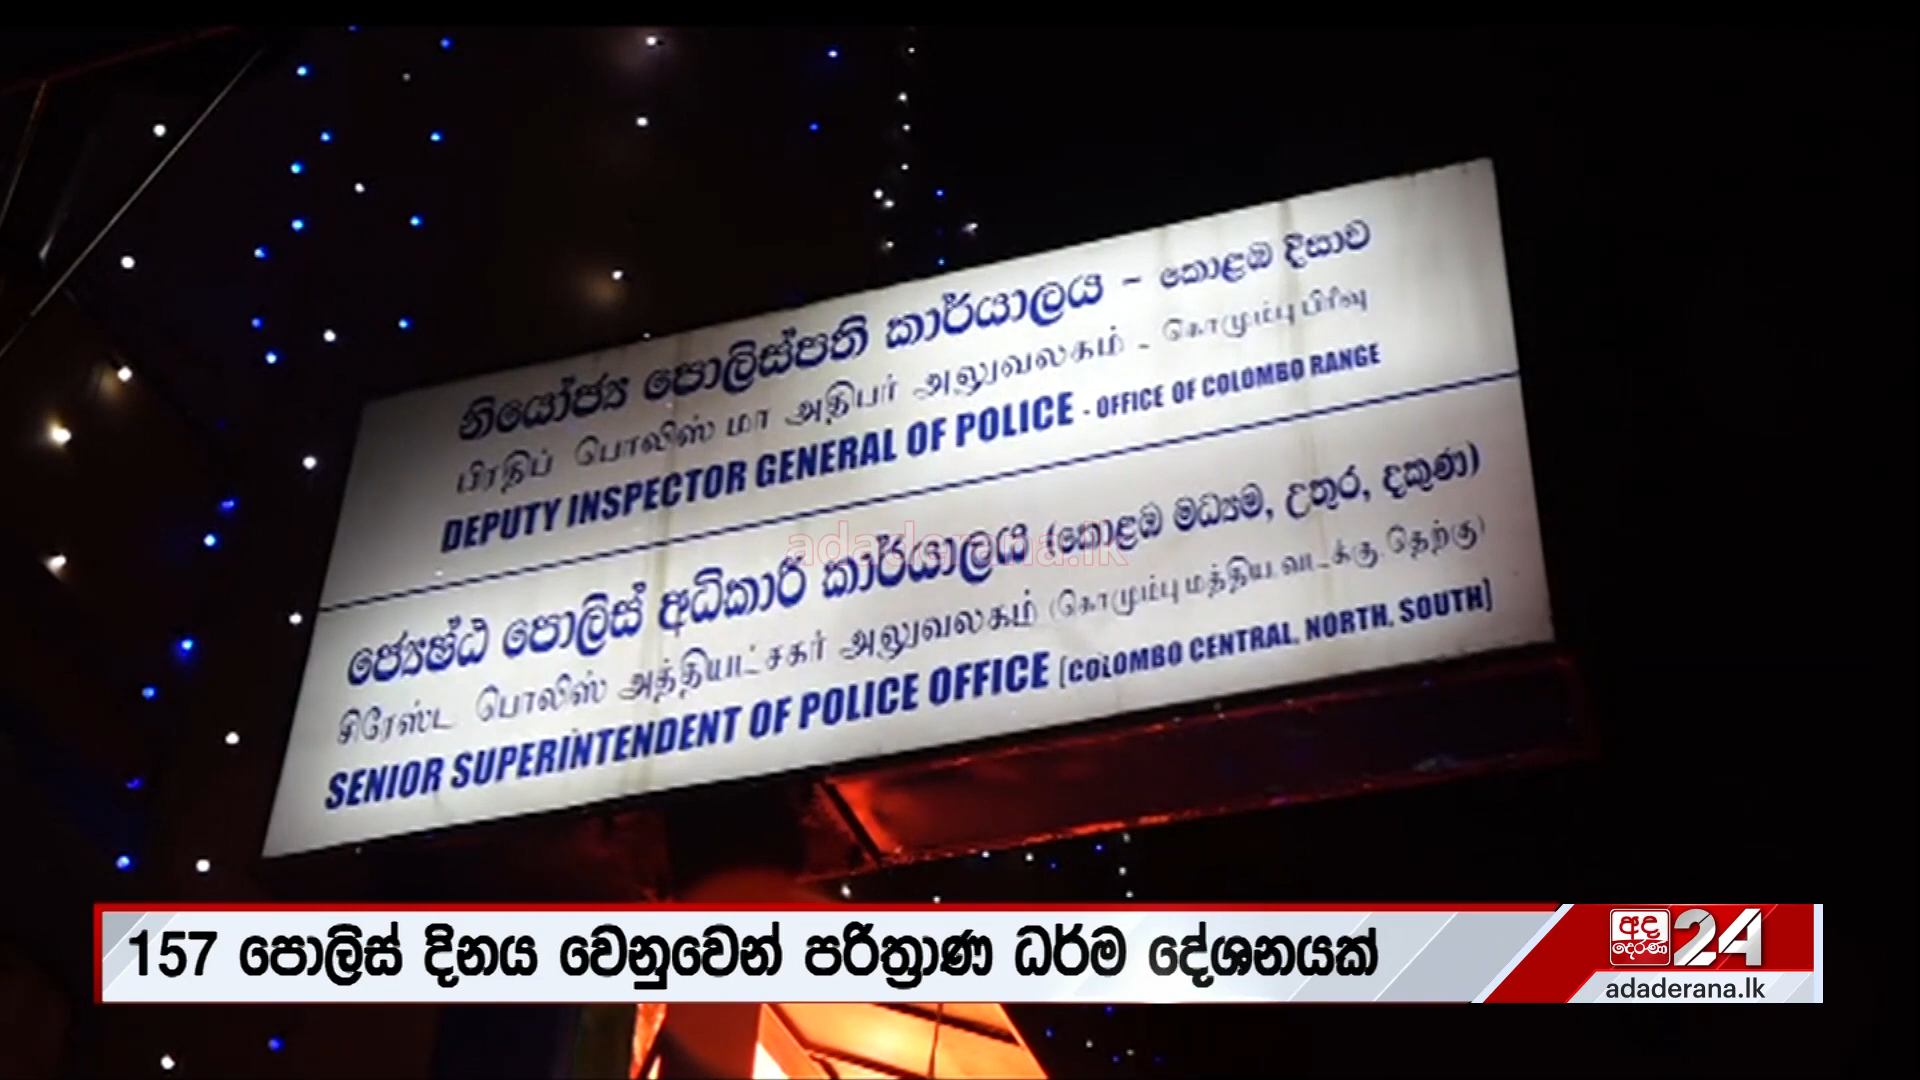 නියෝජ්‍ය පොලිස්පති කාර්යාලය - කොළඹ දිසාව
பிரதிப் பொலிஸ் மா அதிபர் அலுவலகம் - கொழும்பு பிரிவு
DEPUTY INSPECTOR GENERAL OF POLICE - OFFICE OF COLOMBO RANGE
ජ්‍යෙෂ්ඨ පොලිස් අධිකාරී කාර්යාලය (කොළඹ මධ්‍යම, උතුර, දකුණ)
சிரேஸ்ட பொலிஸ் அத்தியட்சகர் அலுவலகம் (கொழும்பு மத்திய, வடக்கு, தெற்கு)
SENIOR SUPERINTENDENT OF POLICE OFFICE (COLOMBO CENTRAL, NORTH, SOUTH)
adaderana.lk
157 පොලිස් දිනය වෙනුවෙන් පරිත්‍රාණ ධර්ම දේශනයක්
අද දෙරණ 24
adaderana.lk